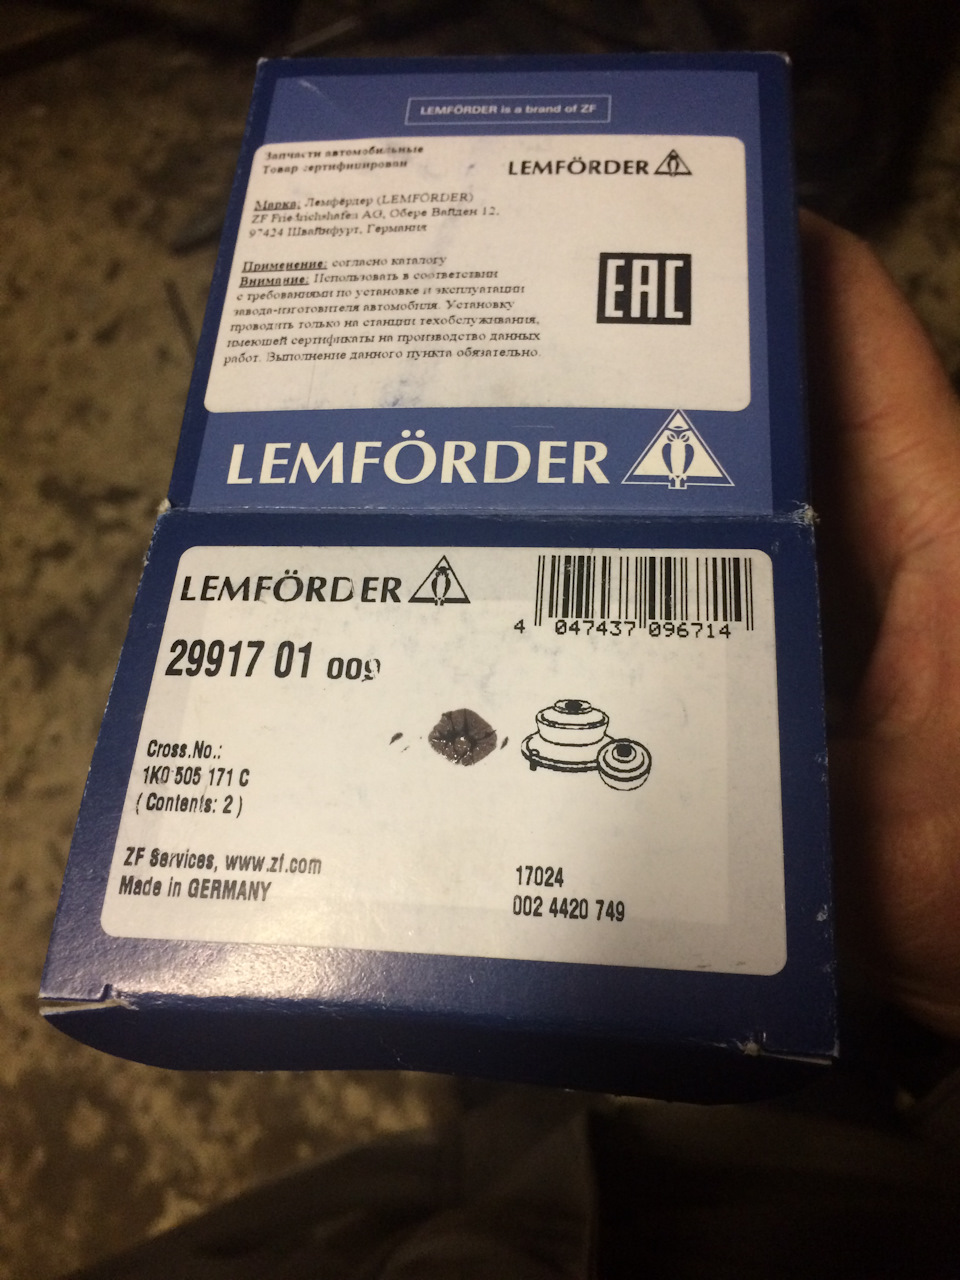 LEMFÖRDER is a brand of ZF
Запчасти автомобильные
Товар сертифицирован
LEMFÖRDER
Марка: Лемфёрдер (LEMFÖRDER)
ZF Friedrichshafen AG, Обере Вайден 12,
97424 Швайнфурт, Германия
Применение: согласно каталогу
Внимание: Использовать в соответствии
с требованиями по установке и эксплуатации
завода-изготовителя автомобиля. Установку
проводить только на станции техобслуживания,
имеющей сертификаты на производство данных
работ. Выполнение данного пункта обязательно.
EAC
LEMFÖRDER
LEMFÖRDER
4 047437 096714
29917 01 009
Cross.No.:
1K0 505 171 C
( Contents: 2 )
ZF Services, www.zf.com
Made in GERMANY
17024
002 4420 749